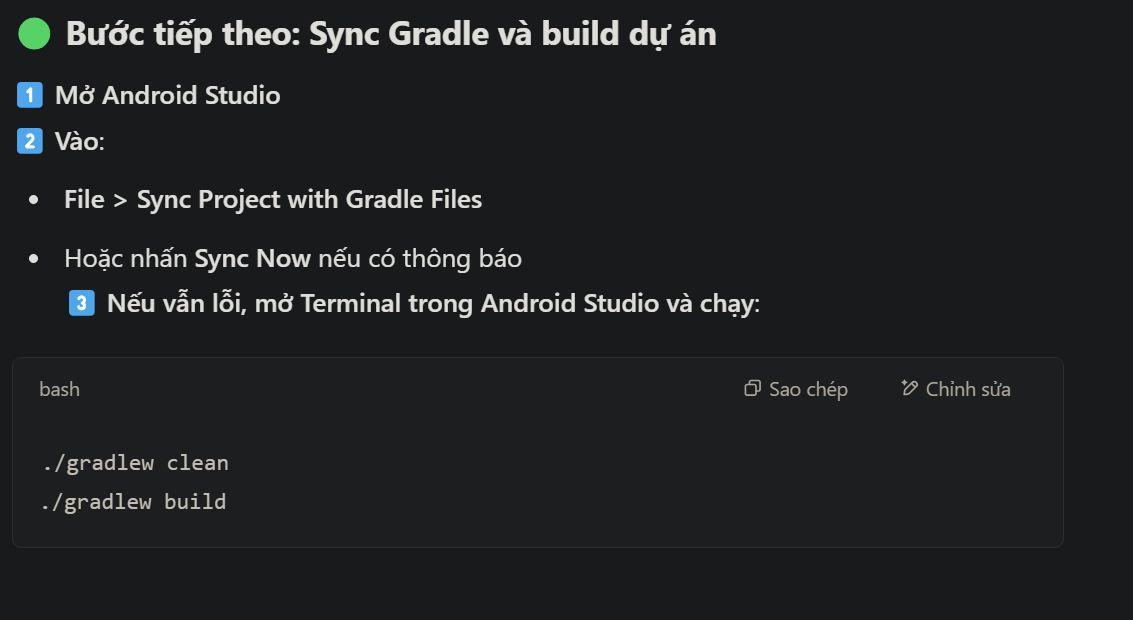 Bước tiếp theo: Sync Gradle và build dự án
1 Mở Android Studio
2 Vào:
• File > Sync Project with Gradle Files
• Hoặc nhấn Sync Now nếu có thông báo
3 Nếu vẫn lỗi, mở Terminal trong Android Studio và chạy:
bash Sao chép Chỉnh sửa
./gradlew clean
./gradlew build